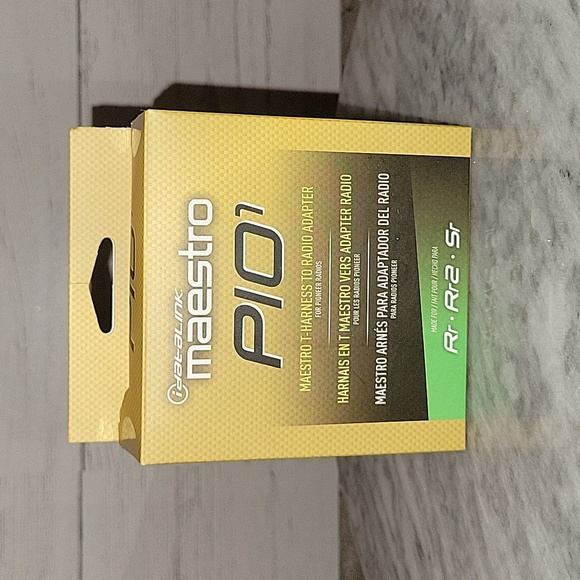 iDATALINK
maestro
PIO1
MAESTRO T-HARNESS TO RADIO ADAPTER
FOR PIONEER RADIOS
HARNAIS EN T MAESTRO VERS ADAPTER RADIO
POUR LES RADIOS PIONEER
MAESTRO ARNÉS PARA ADAPTADOR DEL RADIO
PARA RADIOS PIONEER
MADE FOR / FAIT POUR / HECHO PARA
Rr · Rr2 · Sr